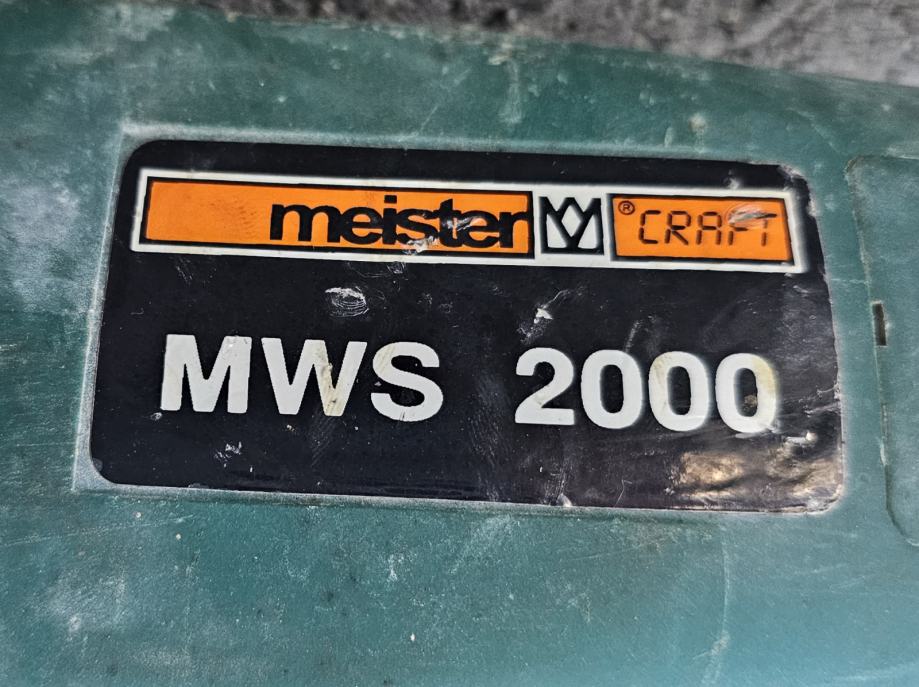 meister ® CRAFT
MWS 2000